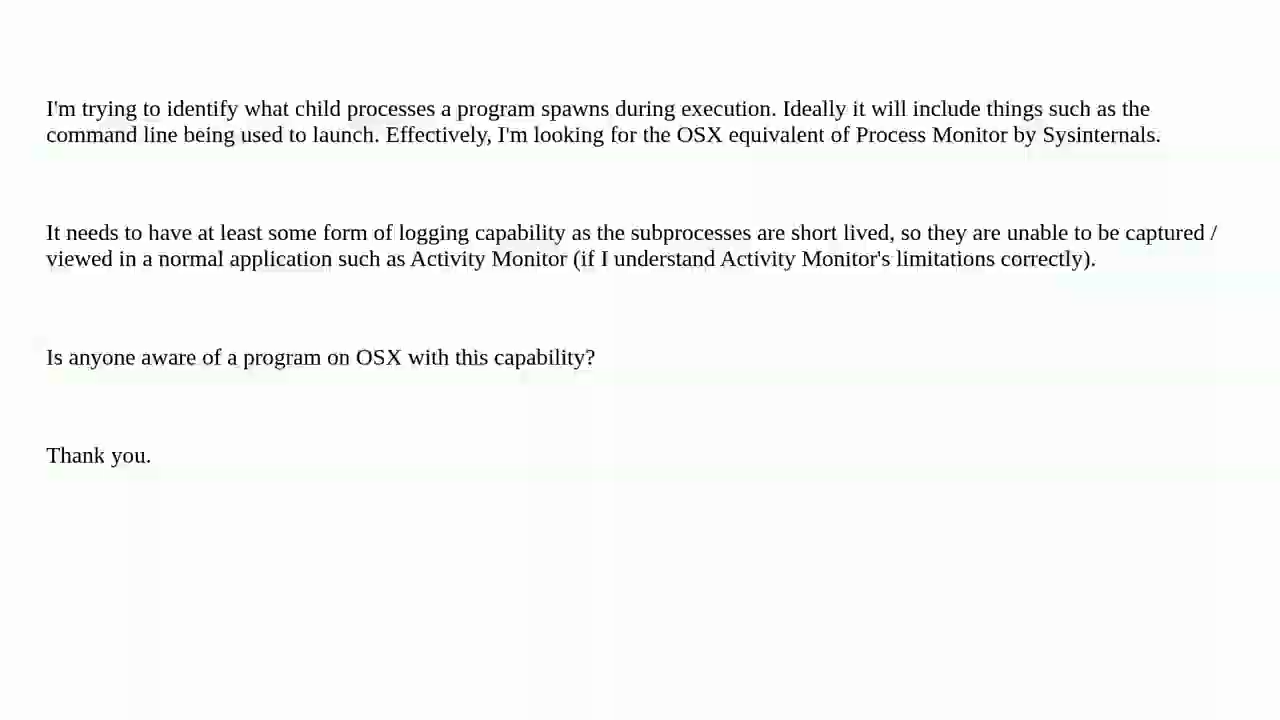 I'm trying to identify what child processes a program spawns during execution. Ideally it will include things such as the
command line being used to launch. Effectively, I'm looking for the OSX equivalent of Process Monitor by Sysinternals.
It needs to have at least some form of logging capability as the subprocesses are short lived, so they are unable to be captured /
viewed in a normal application such as Activity Monitor (if I understand Activity Monitor's limitations correctly).
Is anyone aware of a program on OSX with this capability?
Thank you.